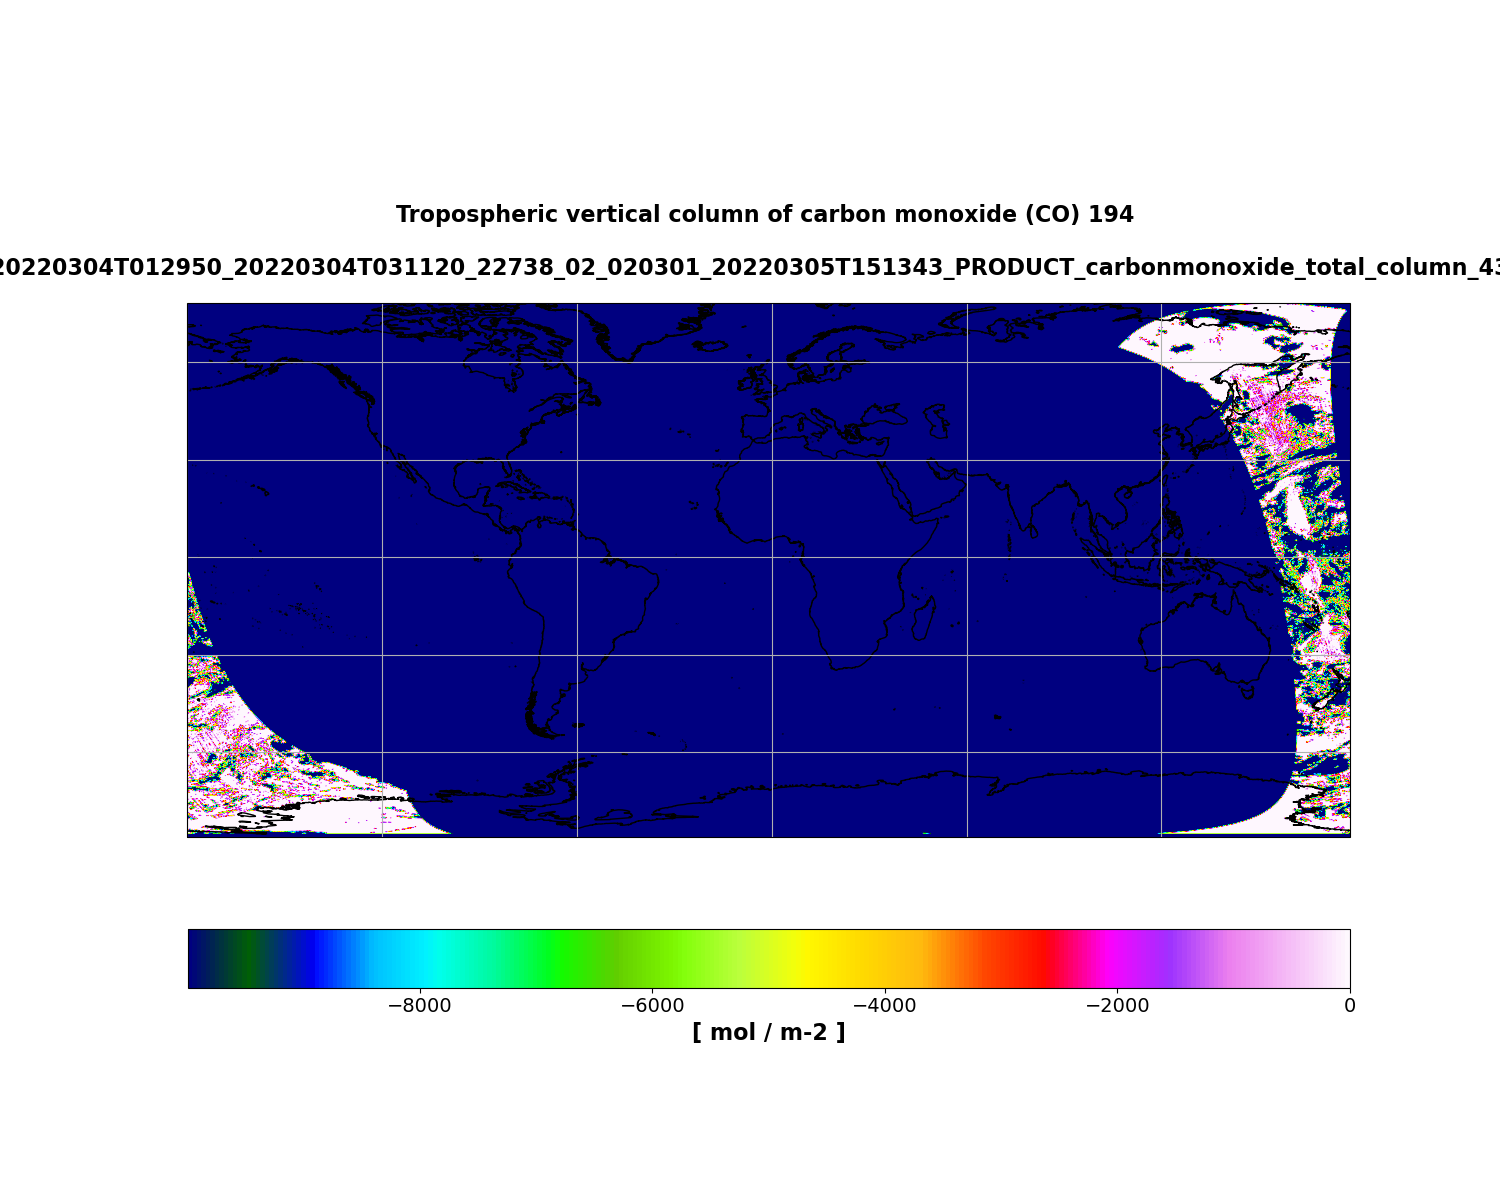 Tropospheric vertical column of carbon monoxide (CO) 194
20220304T012950_20220304T031120_22738_02_020301_20220305T151343_PRODUCT_carbonmonoxide_total_column_43
−8000 −6000 −4000 −2000 0
[ mol / m-2 ]